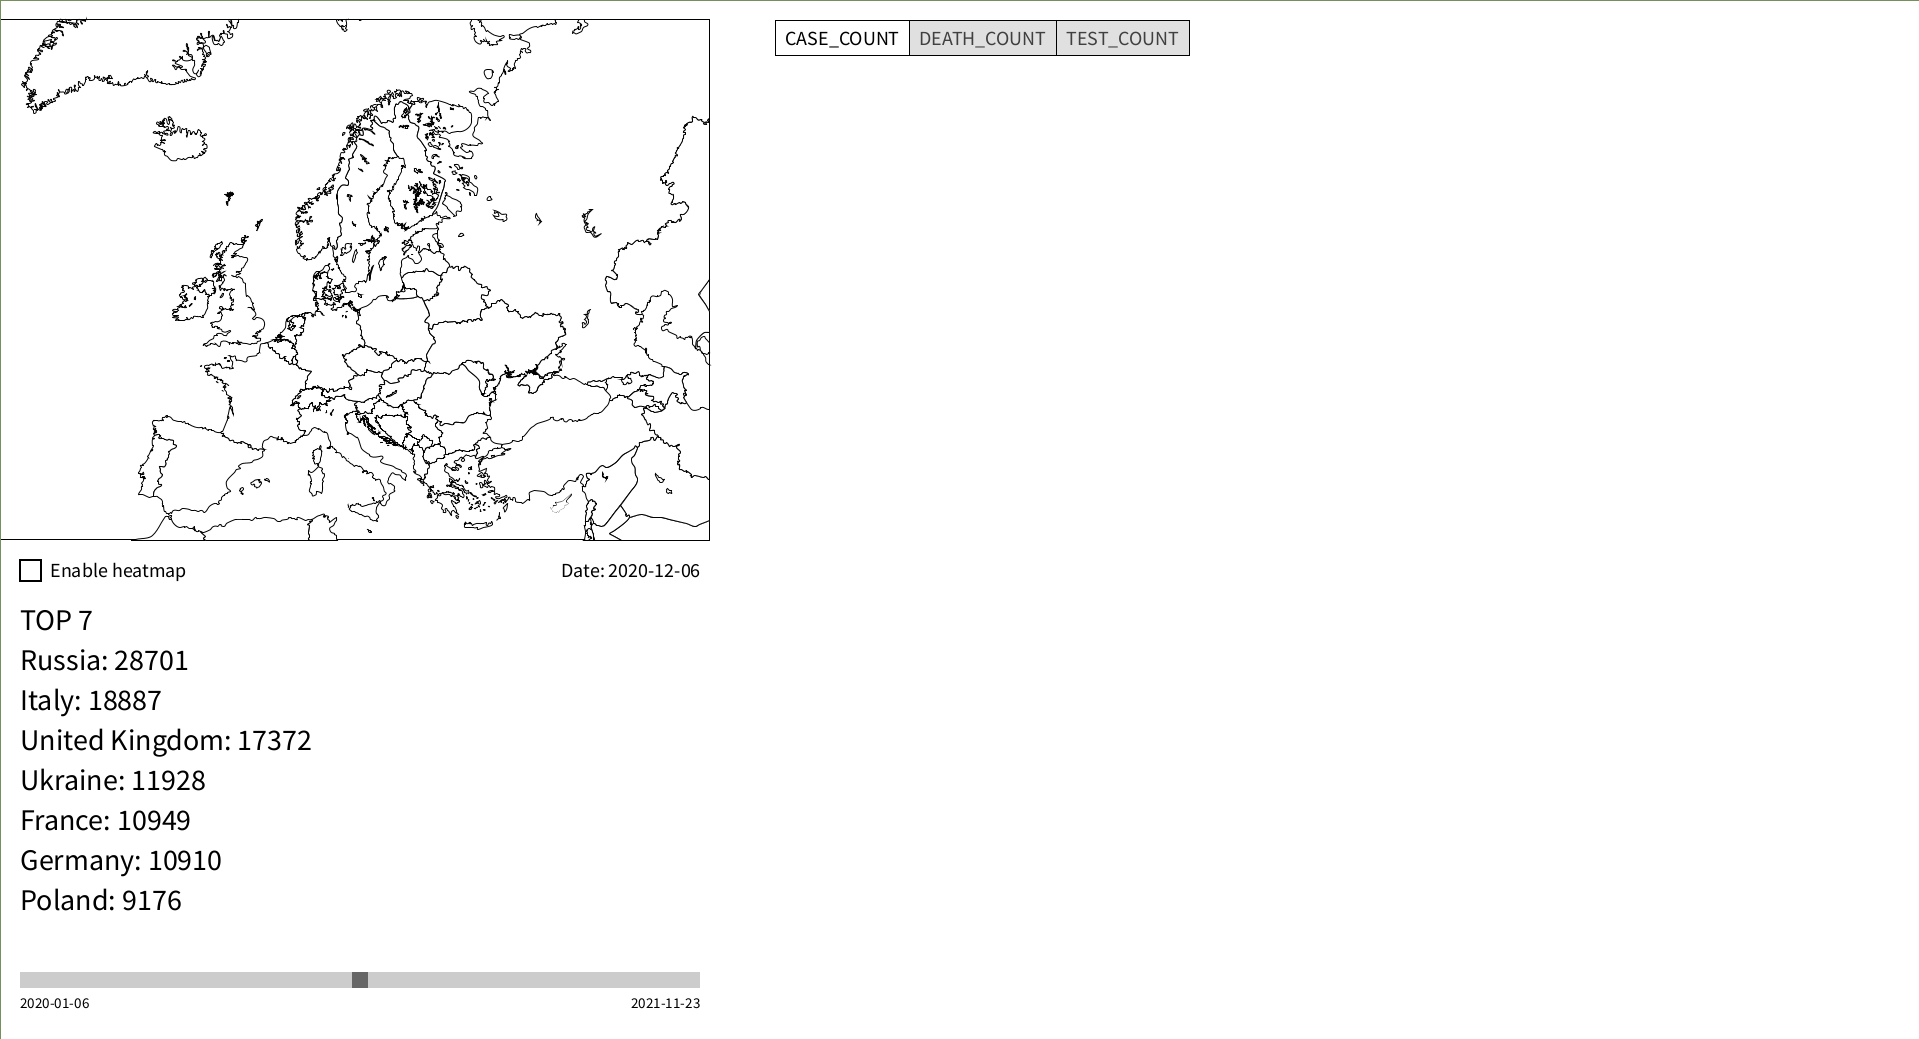 CASE_COUNT DEATH_COUNT TEST_COUNT
Enable heatmap Date: 2020-12-06
TOP 7
Russia: 28701
Italy: 18887
United Kingdom: 17372
Ukraine: 11928
France: 10949
Germany: 10910
Poland: 9176
2020-01-06 2021-11-23